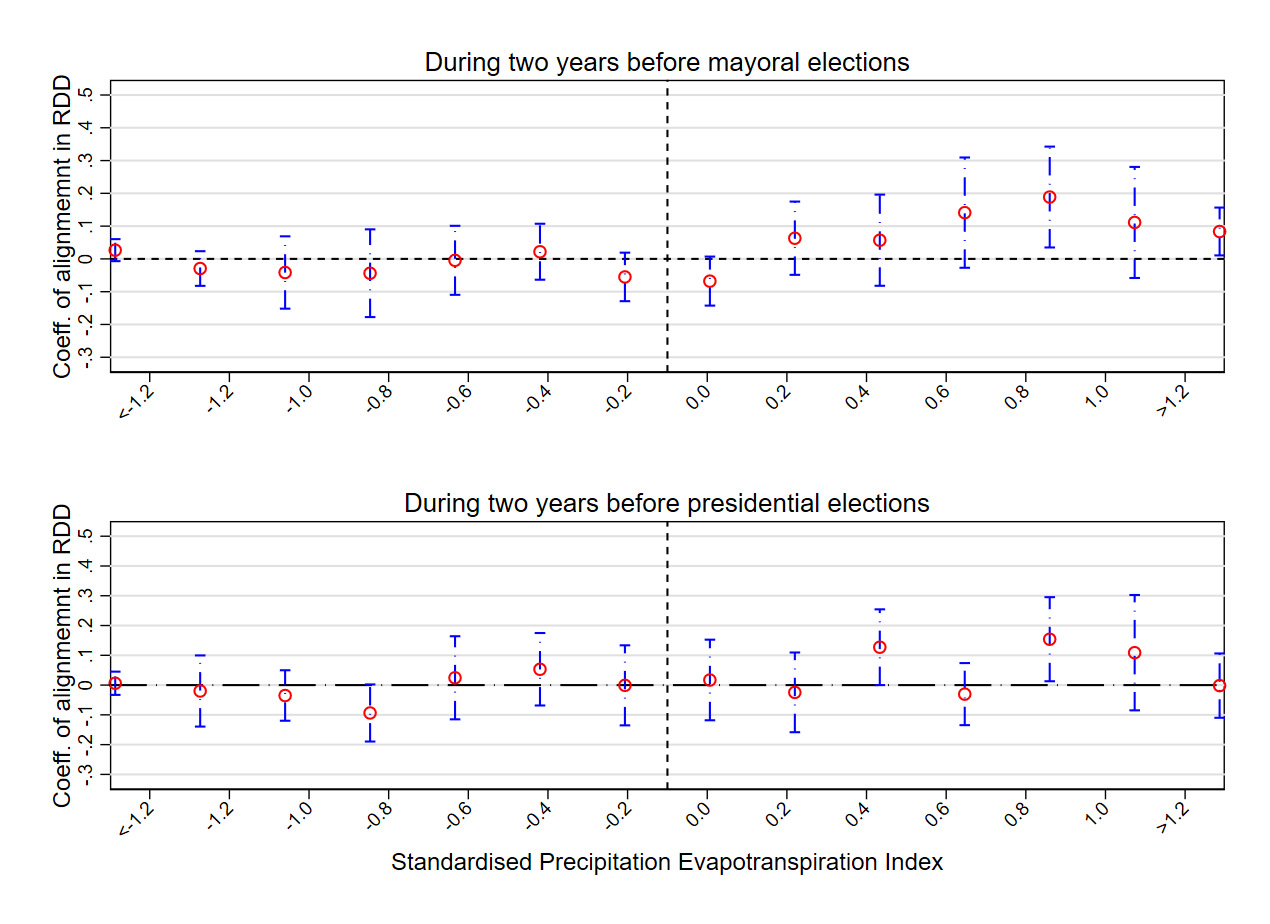 During two years before mayoral elections
Coeff. of alignmemnt in RDD
.5
.4
.3
.2
.1
0
-.1
-.2
-.3
<-1.2 -1.2 -1.0 -0.8 -0.6 -0.4 -0.2 0.0 0.2 0.4 0.6 0.8 1.0 >1.2
During two years before presidential elections
Coeff. of alignmemnt in RDD
.5
.4
.3
.2
.1
0
-.1
-.2
-.3
<-1.2 -1.2 -1.0 -0.8 -0.6 -0.4 -0.2 0.0 0.2 0.4 0.6 0.8 1.0 >1.2
Standardised Precipitation Evapotranspiration Index